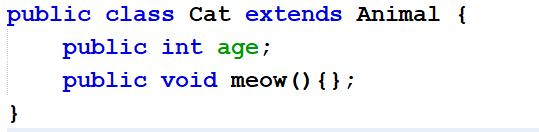 public class Cat extends Animal {
public int age;
public void meow(){};
}